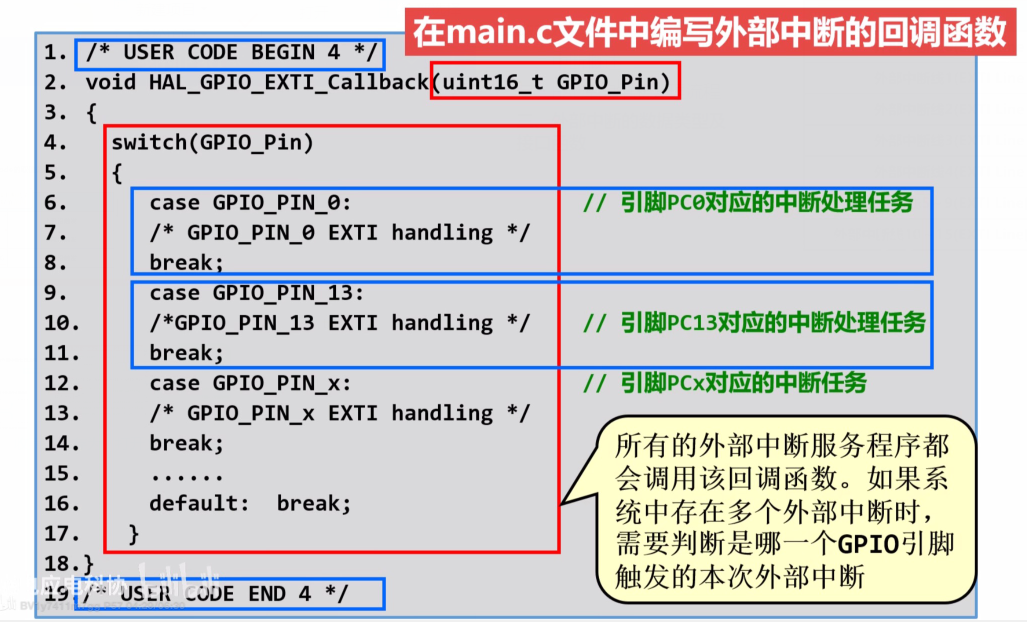 在main.c文件中编写外部中断的回调函数
1. /* USER CODE BEGIN 4 */
2. void HAL_GPIO_EXTI_Callback(uint16_t GPIO_Pin)
3. {
4. switch(GPIO_Pin)
5. {
6. case GPIO_PIN_0: // 引脚PC0对应的中断处理任务
7. /* GPIO_PIN_0 EXTI handling */
8. break;
9. case GPIO_PIN_13:
10. /*GPIO_PIN_13 EXTI handling */ // 引脚PC13对应的中断处理任务
11. break;
12. case GPIO_PIN_x: // 引脚PCx对应的中断任务
13. /* GPIO_PIN_x EXTI handling */
14. break;
15. ......
16. default: break;
17. }
18.}
19./* USER CODE END 4 */
所有的外部中断服务程序都
会调用该回调函数。如果系
统中存在多个外部中断时，
需要判断是哪一个GPIO引脚
触发的本次外部中断